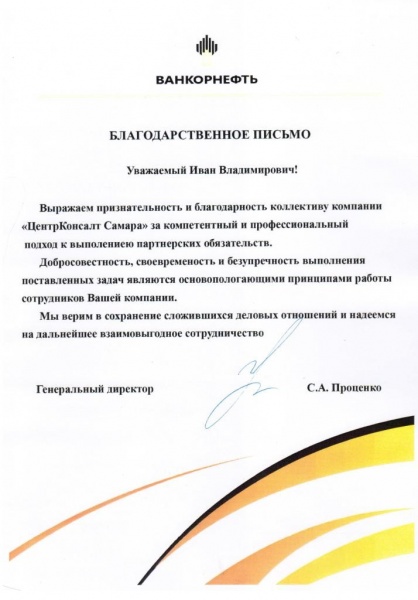 ВАНКОРНЕФТЬ
БЛАГОДАРСТВЕННОЕ ПИСЬМО
Уважаемый Иван Владимирович!
Выражаем признательность и благодарность коллективу компании
«ЦентрКонсалт Самара» за компетентный и профессиональный
подход к выполнению партнерских обязательств.
Добросовестность, своевременость и безупречность выполнения
поставленных задач являются основопологающими принципами работы
сотрудников Вашей компании.
Мы верим в сохранение сложившихся деловых отношений и надеемся
на дальнейшее взаимовыгодное сотрудничество
Генеральный директор
С.А. Проценко